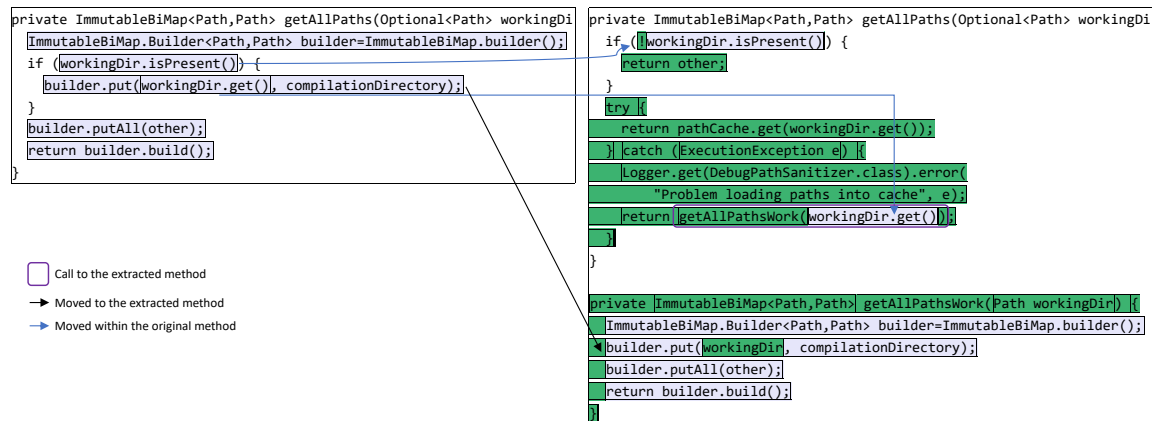 private ImmutableBiMap<Path,Path> getAllPaths(Optional<Path> workingDi
ImmutableBiMap.Builder<Path,Path> builder=ImmutableBiMap.builder();
if (workingDir.isPresent()) {
builder.put(workingDir.get(), compilationDirectory);
}
builder.putAll(other);
return builder.build();
}
Call to the extracted method
Moved to the extracted method
Moved within the original method
private ImmutableBiMap<Path,Path> getAllPaths(Optional<Path> workingDi
if (!workingDir.isPresent()) {
return other;
}
try {
return pathCache.get(workingDir.get());
} catch (ExecutionException e) {
Logger.get(DebugPathSanitizer.class).error(
"Problem loading paths into cache", e);
return getAllPathsWork(workingDir.get());
}
}
private ImmutableBiMap<Path,Path> getAllPathsWork(Path workingDir) {
ImmutableBiMap.Builder<Path,Path> builder=ImmutableBiMap.builder();
builder.put(workingDir, compilationDirectory);
builder.putAll(other);
return builder.build();
}